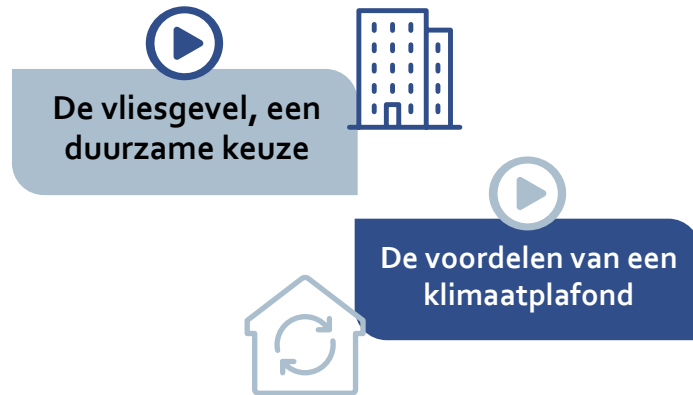 De vliesgevel, een
duurzame keuze
De voordelen van een
klimaatplafond